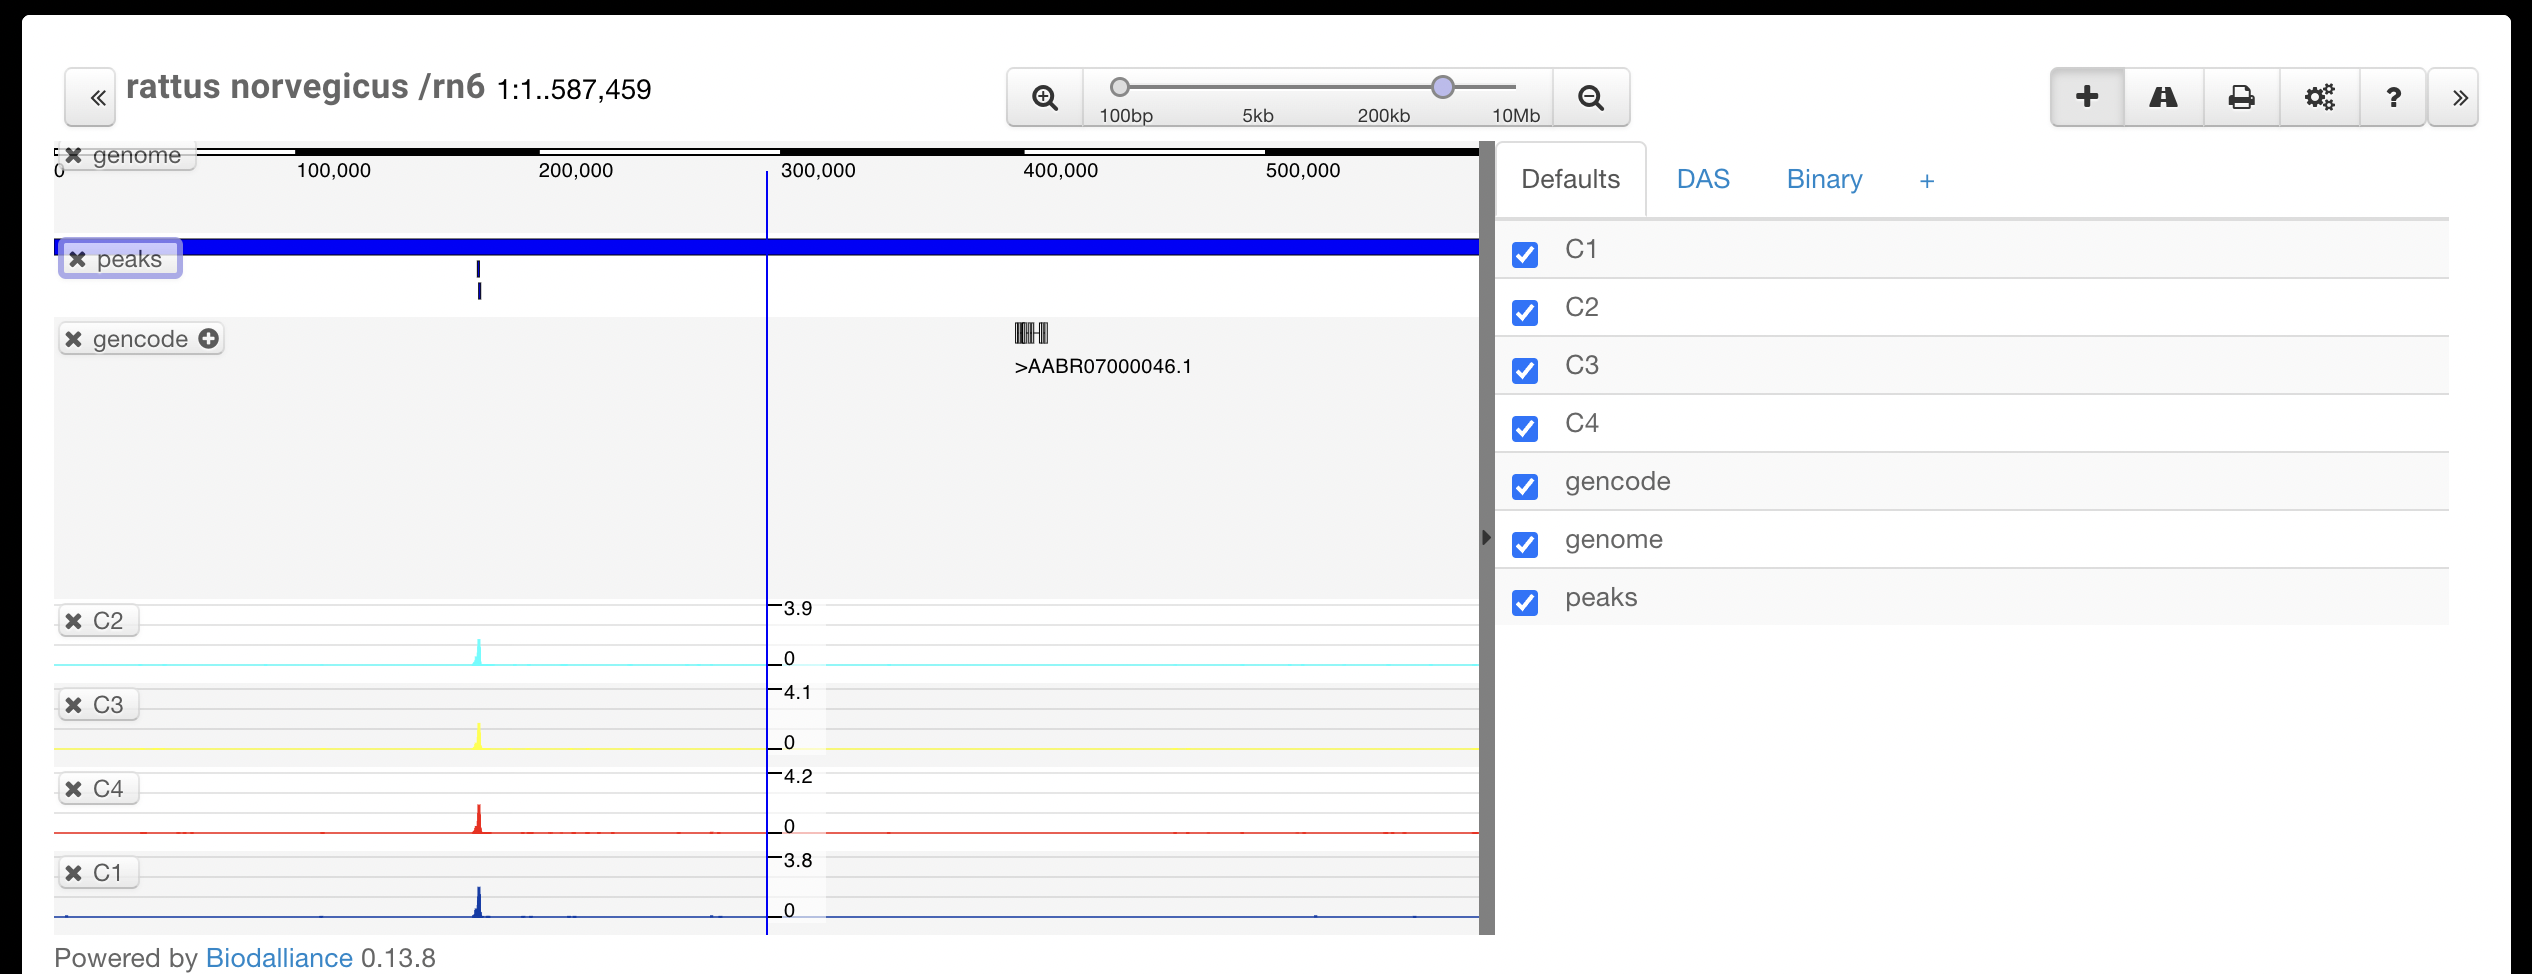 «
rattus norvegicus /rn6 1:1..587,459
100bp 5kb 200kb 10Mb
? »
genome
0 100,000 200,000 300,000 400,000 500,000
peaks
gencode
>AABR07000046.1
C2
3.9
0
C3
4.1
0
C4
4.2
0
C1
3.8
0
Powered by Biodalliance 0.13.8
Defaults DAS Binary +
C1
C2
C3
C4
gencode
genome
peaks